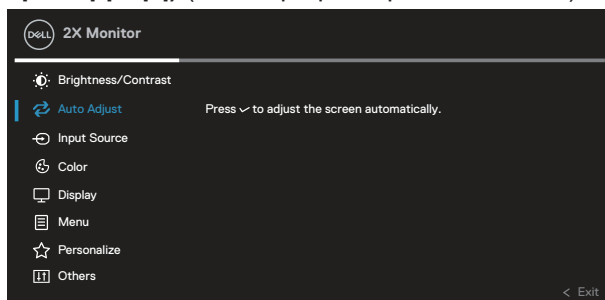 DELL 2X Monitor
Brightness/Contrast
Auto Adjust Press ✓ to adjust the screen automatically.
Input Source
Color
Display
Menu
Personalize
Others
< Exit